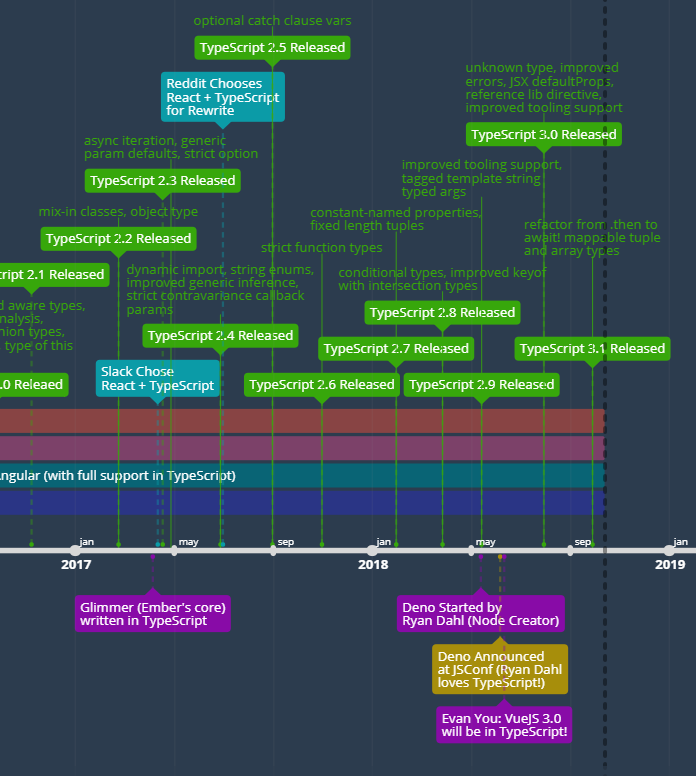 optional catch clause vars
TypeScript 2.5 Released
unknown type, improved
errors, JSX defaultProps,
reference lib directive,
improved tooling support
Reddit Chooses
React + TypeScript
for Rewrite
TypeScript 3.0 Released
async iteration, generic
param defaults, strict option
improved tooling support,
tagged template string
typed args
TypeScript 2.3 Released
mix-in classes, object type
constant-named properties,
fixed length tuples
refactor from .then to
await! mappable tuple
and array types
TypeScript 2.2 Released
strict function types
cript 2.1 Released
dynamic import, string enums,
improved generic inference,
strict contravariance callback
params
conditional types, improved keyof
with intersection types
d aware types,
nalysis,
nion types,
type of this
TypeScript 2.8 Released
TypeScript 2.4 Released
TypeScript 2.7 Released
TypeScript 3.1 Released
Slack Chose
React + TypeScript
.0 Releaed
TypeScript 2.6 Released
TypeScript 2.9 Released
Angular (with full support in TypeScript)
jan
may
sep
jan
may
sep
jan
2017
2018
2019
Glimmer (Ember's core)
written in TypeScript
Deno Started by
Ryan Dahl (Node Creator)
Deno Announced
at JSConf (Ryan Dahl
loves TypeScript!)
Evan You: VueJS 3.0
will be in TypeScript!